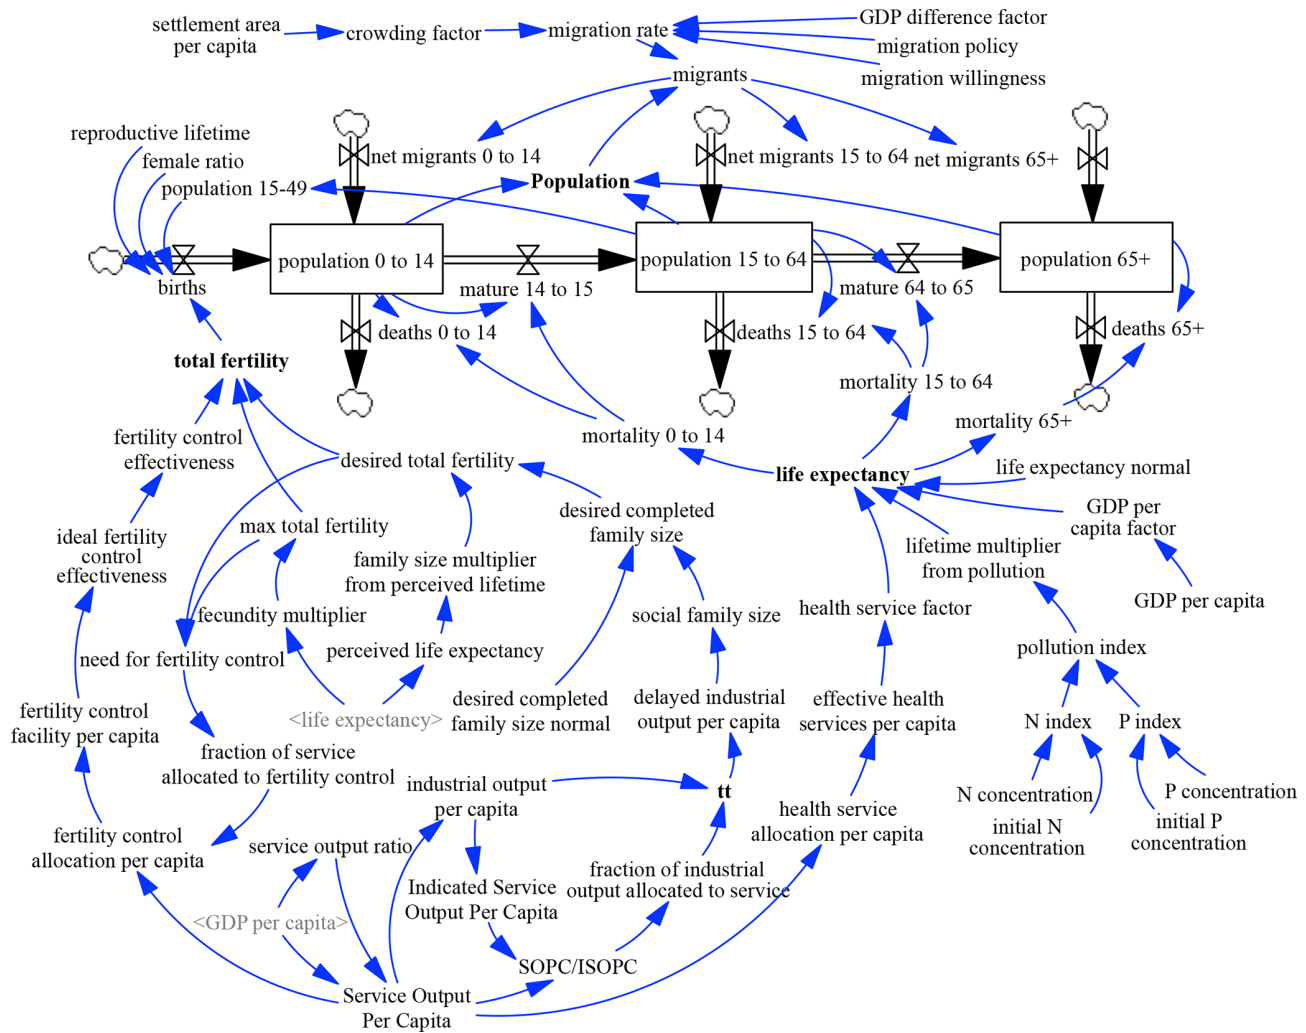 settlement area
per capita
crowding factor
migration rate
GDP difference factor
migration policy
migration willingness
migrants
reproductive lifetime
female ratio
population 15-49
net migrants 0 to 14
Population
net migrants 15 to 64
net migrants 65+
births
population 0 to 14
mature 14 to 15
population 15 to 64
mature 64 to 65
population 65+
deaths 0 to 14
deaths 15 to 64
deaths 65+
total fertility
mortality 15 to 64
mortality 65+
mortality 0 to 14
fertility control
effectiveness
desired total fertility
life expectancy
life expectancy normal
GDP per
capita factor
ideal fertility
control
effectiveness
max total fertility
desired completed
family size
family size multiplier
from perceived lifetime
lifetime multiplier
from pollution
GDP per capita
fecundity multiplier
social family size
health service factor
need for fertility control
perceived life expectancy
pollution index
fertility control
facility per capita
<life expectancy>
desired completed
family size normal
delayed industrial
output per capita
effective health
services per capita
N index
P index
fraction of service
allocated to fertility control
industrial output
per capita
tt
N concentration
P concentration
health service
allocation per capita
initial N
concentration
initial P
concentration
fertility control
allocation per capita
service output ratio
fraction of industrial
output allocated to service
Indicated Service
Output Per Capita
<GDP per capita>
SOPC/ISOPC
Service Output
Per Capita